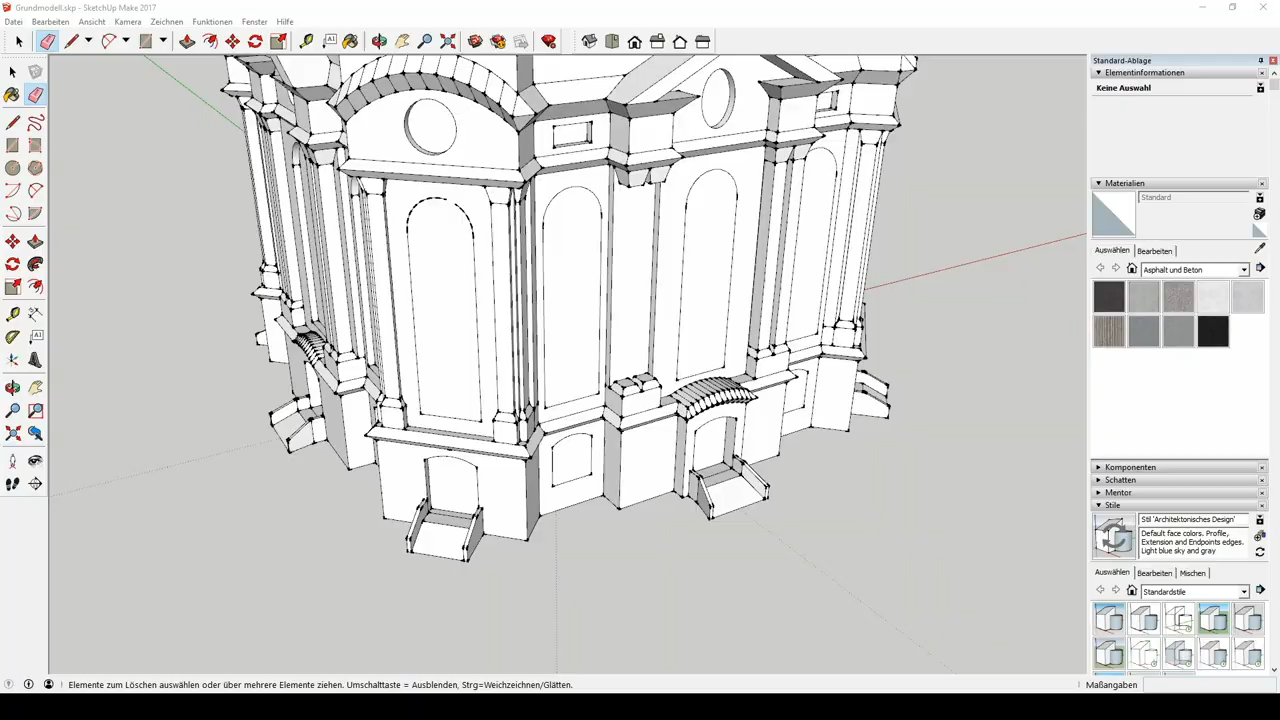 Grundmodell.skp - SketchUp Make 2017
Datei Bearbeiten Ansicht Kamera Zeichnen Funktionen Fenster Hilfe
Standard-Ablage
Elementinformationen
Keine Auswahl
Materialien
Standard
Auswählen Bearbeiten
Asphalt und Beton
Komponenten
Schatten
Mentor
Stile
Stil 'Architektonisches Design'
Default face colors. Profile,
Extension and Endpoints edges.
Light blue sky and gray
Auswählen Bearbeiten Mischen
Standardstile
Elemente zum Löschen auswählen oder über mehrere Elemente ziehen. Umschalttaste = Ausblenden, Strg=Weichzeichnen/Glätten.
Maßangaben